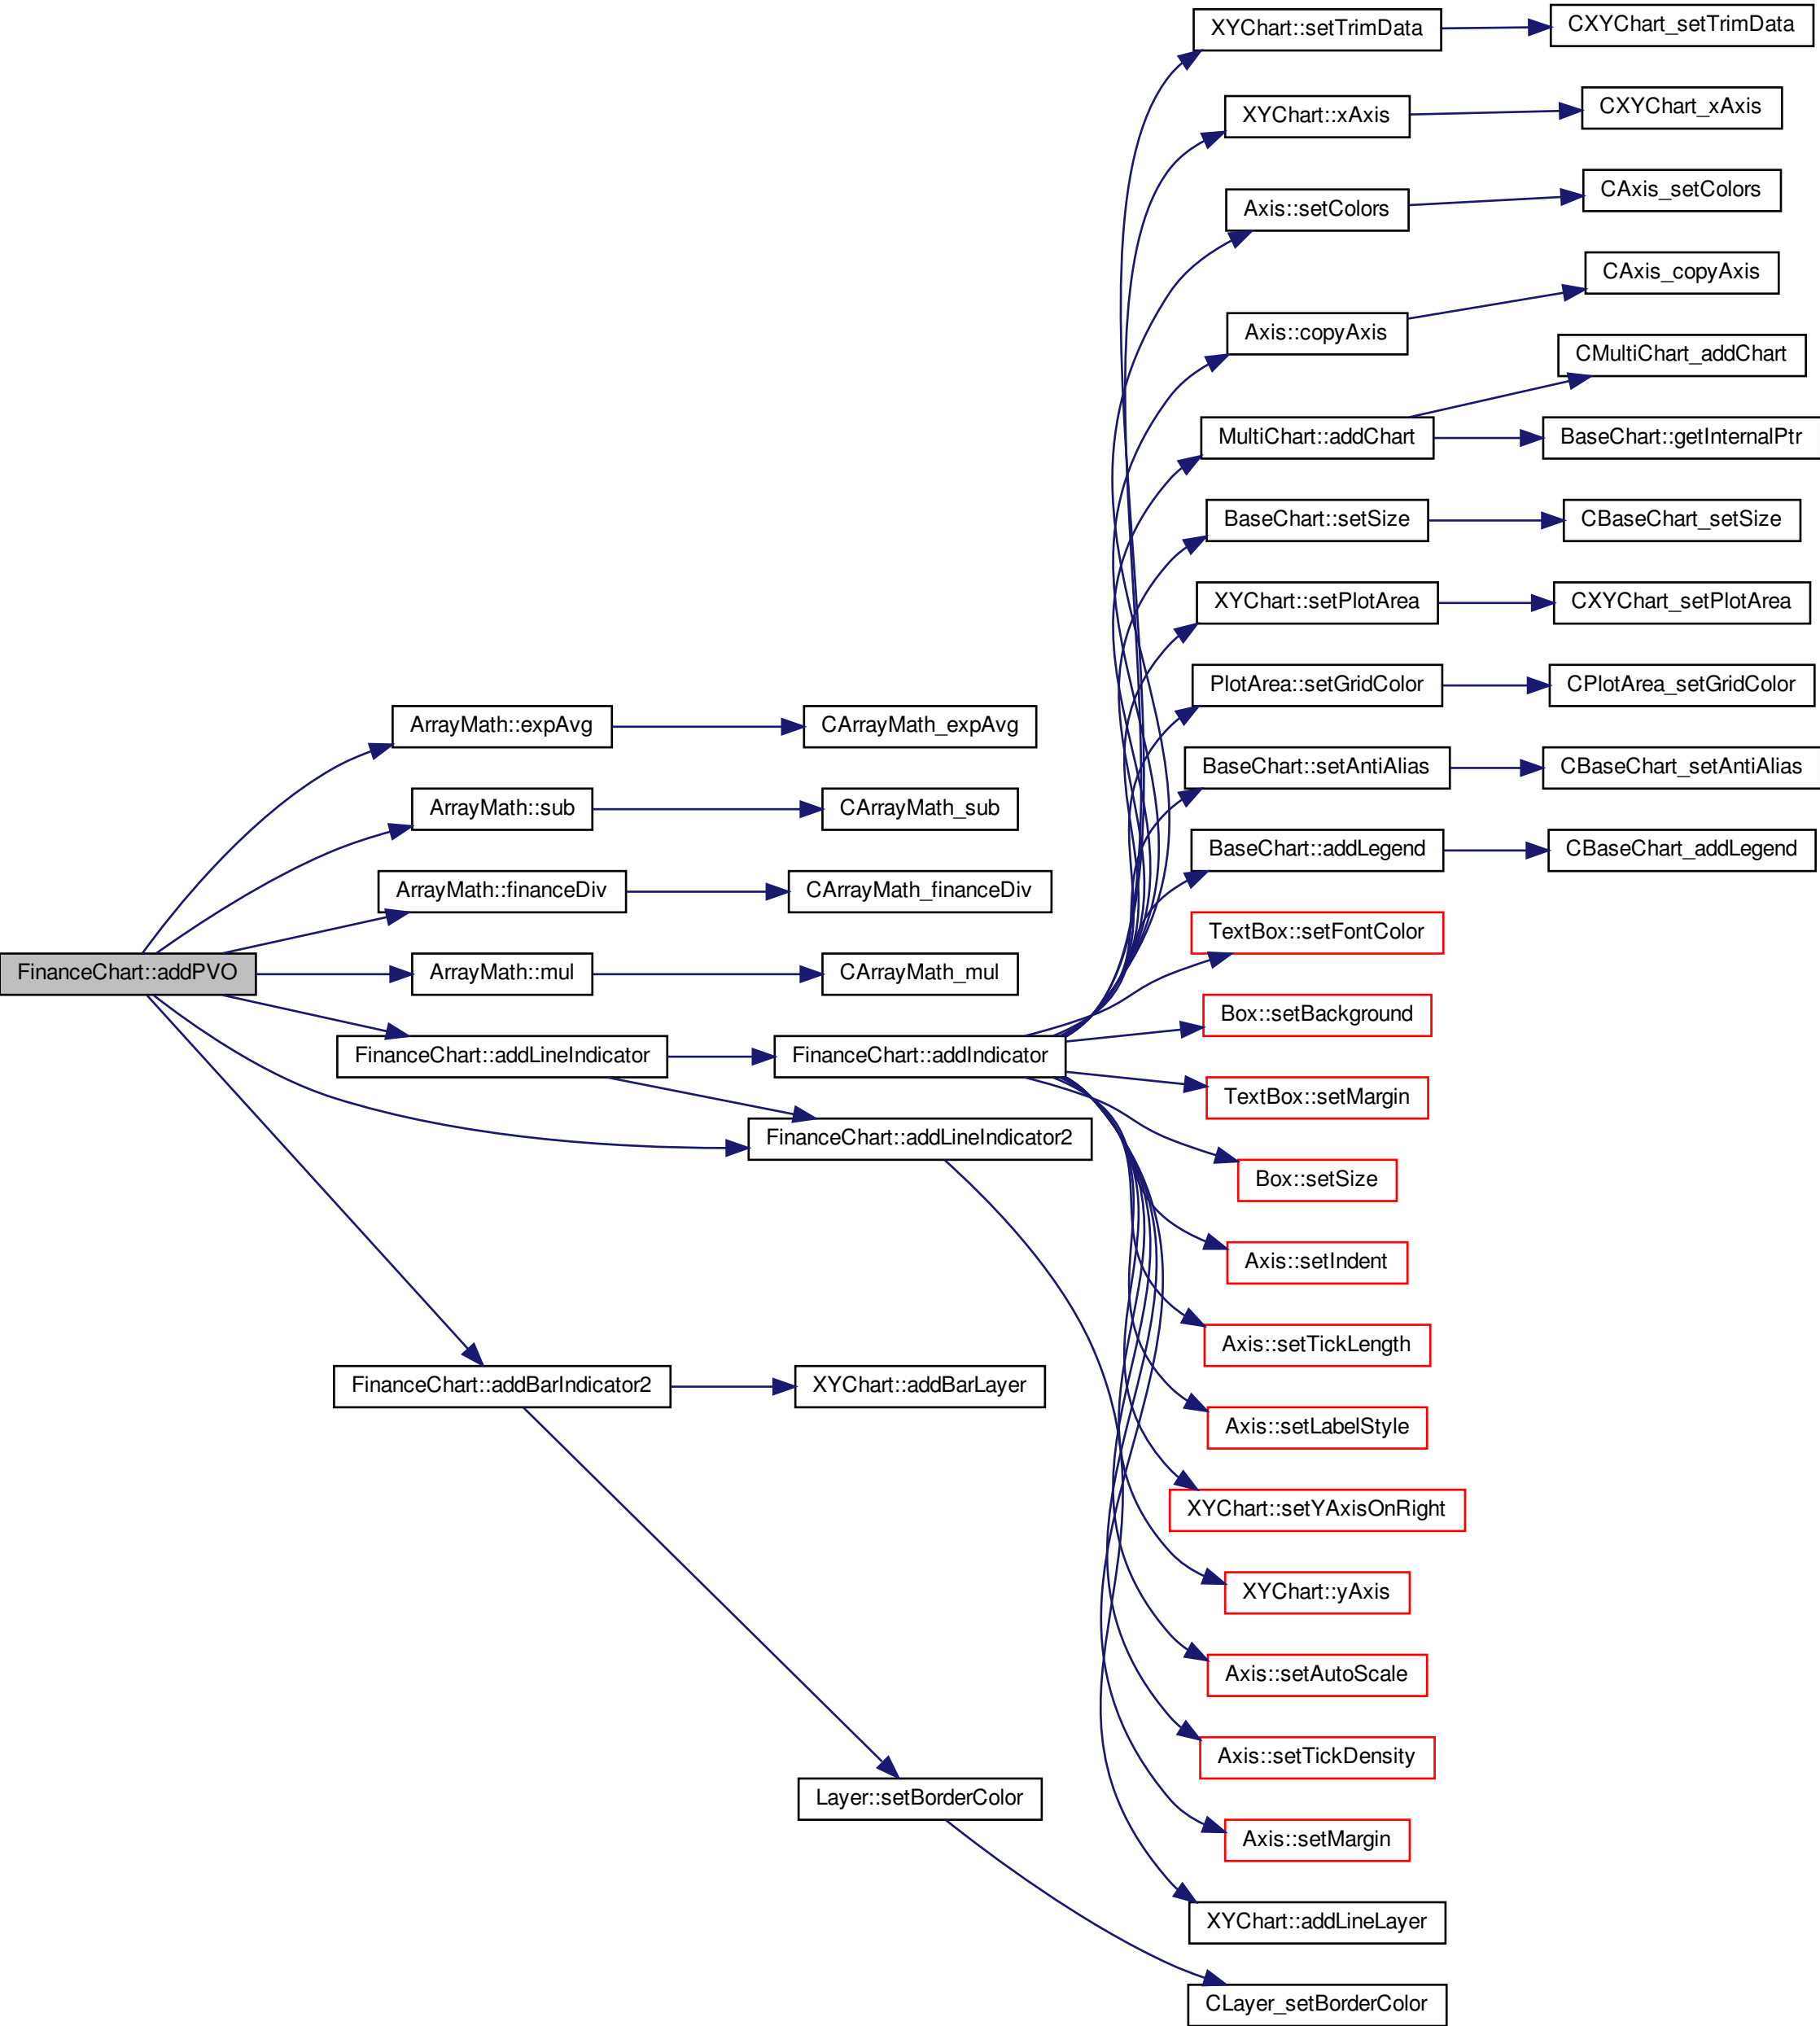 XYChart::setTrimData
CXYChart_setTrimData
XYChart::xAxis
CXYChart_xAxis
Axis::setColors
CAxis_setColors
Axis::copyAxis
CAxis_copyAxis
CMultiChart_addChart
MultiChart::addChart
BaseChart::getInternalPtr
BaseChart::setSize
CBaseChart_setSize
XYChart::setPlotArea
CXYChart_setPlotArea
PlotArea::setGridColor
CPlotArea_setGridColor
ArrayMath::expAvg
CArrayMath_expAvg
BaseChart::setAntiAlias
CBaseChart_setAntiAlias
ArrayMath::sub
CArrayMath_sub
BaseChart::addLegend
CBaseChart_addLegend
ArrayMath::financeDiv
CArrayMath_financeDiv
TextBox::setFontColor
FinanceChart::addPVO
ArrayMath::mul
CArrayMath_mul
Box::setBackground
FinanceChart::addLineIndicator
FinanceChart::addIndicator
TextBox::setMargin
FinanceChart::addLineIndicator2
Box::setSize
Axis::setIndent
Axis::setTickLength
FinanceChart::addBarIndicator2
XYChart::addBarLayer
Axis::setLabelStyle
XYChart::setYAxisOnRight
XYChart::yAxis
Axis::setAutoScale
Axis::setTickDensity
Layer::setBorderColor
Axis::setMargin
XYChart::addLineLayer
CLayer_setBorderColor